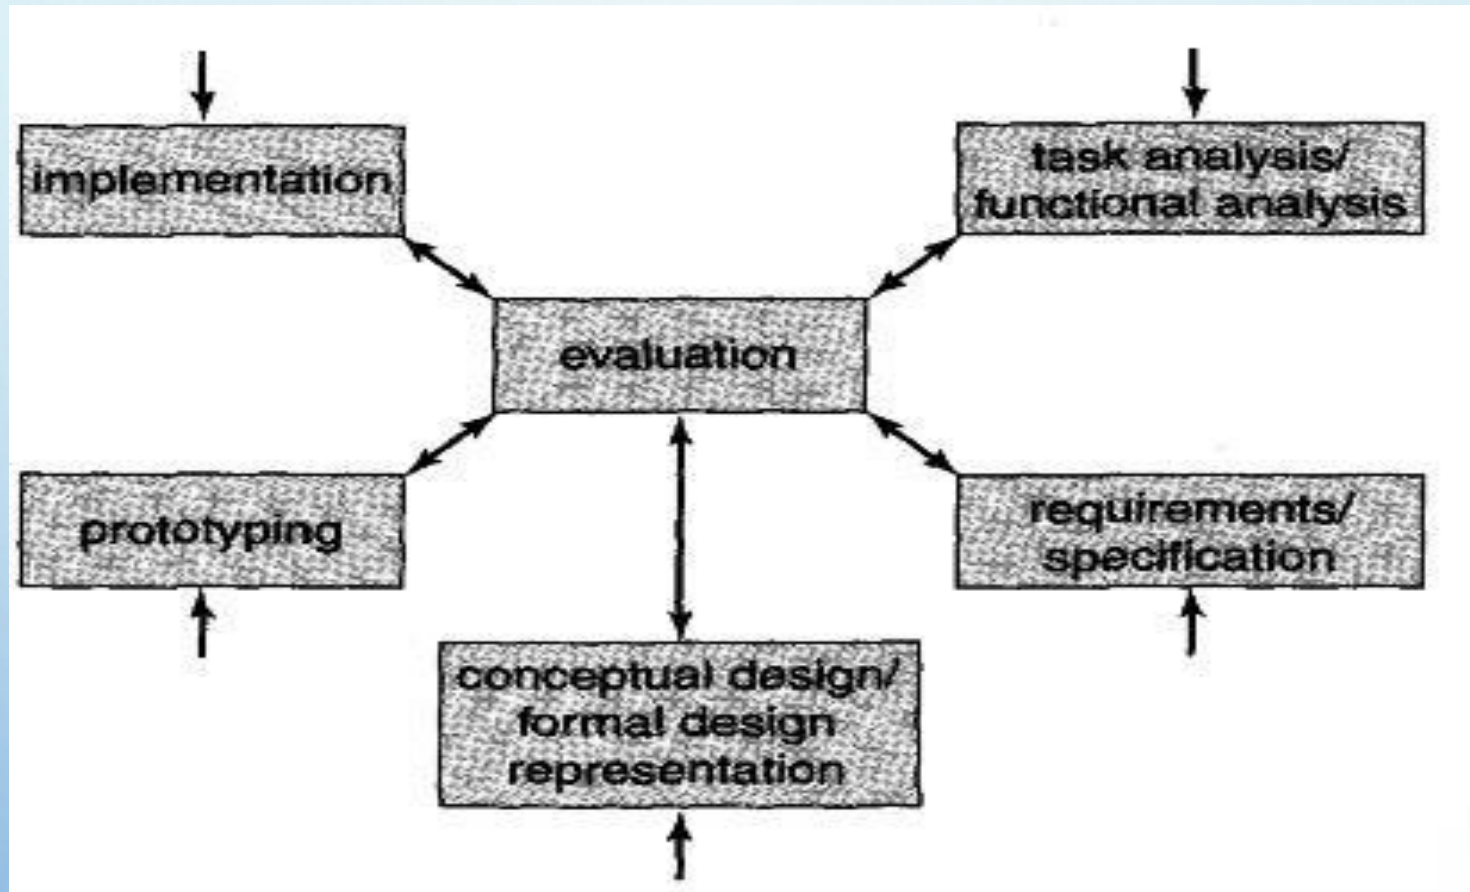 implementation
task analysis/
functional analysis
evaluation
prototyping
requirements/
specification
conceptual design/
formal design
representation